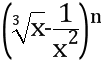 (∛x - 1/x²)ⁿ